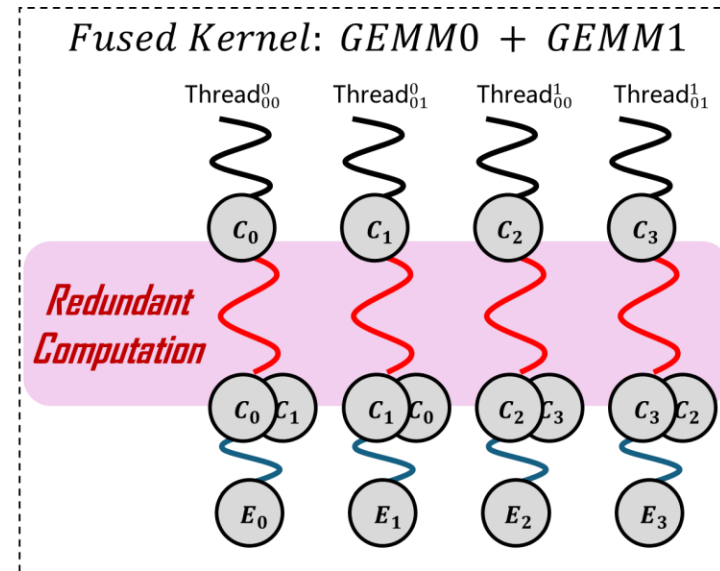 Fused Kernel: GEMM0 + GEMM1
Thread⁰₀₀ Thread⁰₀₁ Thread¹₀₀ Thread¹₀₁
C₀ C₁ C₂ C₃
Redundant
Computation
C₀ C₁ C₁ C₀ C₂ C₃ C₃ C₂
E₀ E₁ E₂ E₃